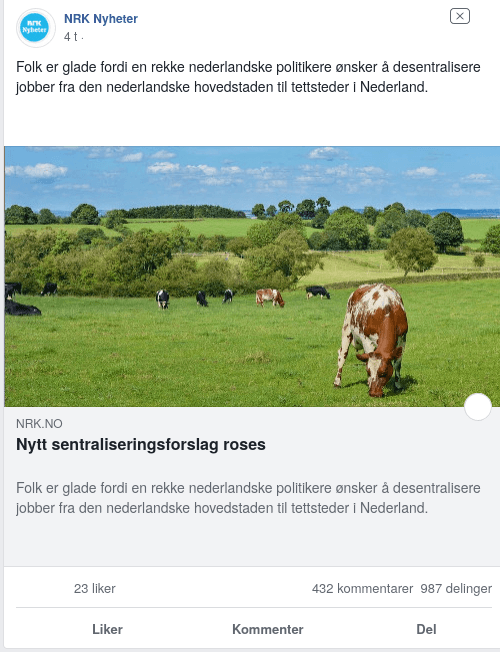 nrk
Nyheter
NRK Nyheter
4 t ·
Folk er glade fordi en rekke nederlandske politikere ønsker å desentralisere
jobber fra den nederlandske hovedstaden til tettsteder i Nederland.
NRK.NO
Nytt sentraliseringsforslag roses
Folk er glade fordi en rekke nederlandske politikere ønsker å desentralisere
jobber fra den nederlandske hovedstaden til tettsteder i Nederland.
23 liker
432 kommentarer 987 delinger
Liker Kommenter Del